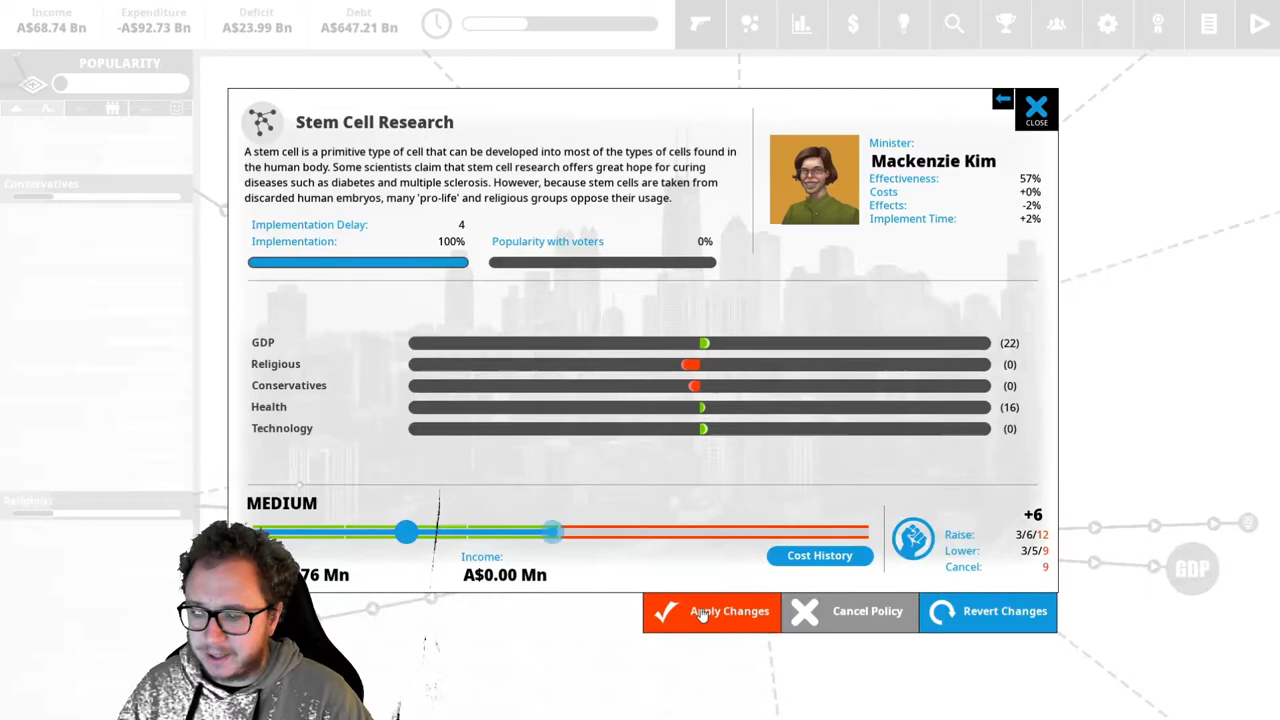 Income
Expenditure
Deficit
Debt
A$68.74 Bn
-A$92.73 Bn
A$23.99 Bn
A$647.21 Bn
POPULARITY
Conservatives
Religious
Stem Cell Research
A stem cell is a primitive type of cell that can be developed into most of the types of cells found in
the human body. Some scientists claim that stem cell research offers great hope for curing
diseases such as diabetes and multiple sclerosis. However, because stem cells are taken from
discarded human embryos, many 'pro-life' and religious groups oppose their usage.
Implementation Delay: 4
Implementation: 100%
Popularity with voters 0%
CLOSE
Minister:
Mackenzie Kim
Effectiveness: 57%
Costs +0%
Effects: -2%
Implement Time: +2%
GDP (22)
Religious (0)
Conservatives (0)
Health (16)
Technology (0)
MEDIUM
76 Mn
Income:
A$0.00 Mn
Cost History
+6
Raise: 3/6/12
Lower: 3/5/9
Cancel: 9
Apply Changes
Cancel Policy
Revert Changes
GDP